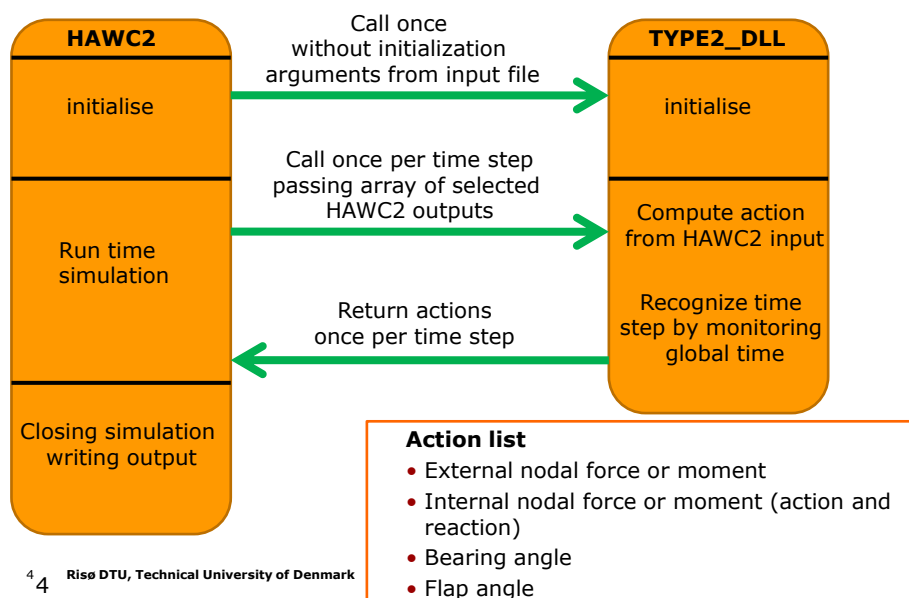 HAWC2
initialise
Run time
simulation
Closing simulation
writing output
Call once
without initialization
arguments from input file
Call once per time step
passing array of selected
HAWC2 outputs
Return actions
once per time step
TYPE2_DLL
initialise
Compute action
from HAWC2 input
Recognize time
step by monitoring
global time
Action list
• External nodal force or moment
• Internal nodal force or moment (action and
reaction)
• Bearing angle
• Flap angle
4 4 Risø DTU, Technical University of Denmark